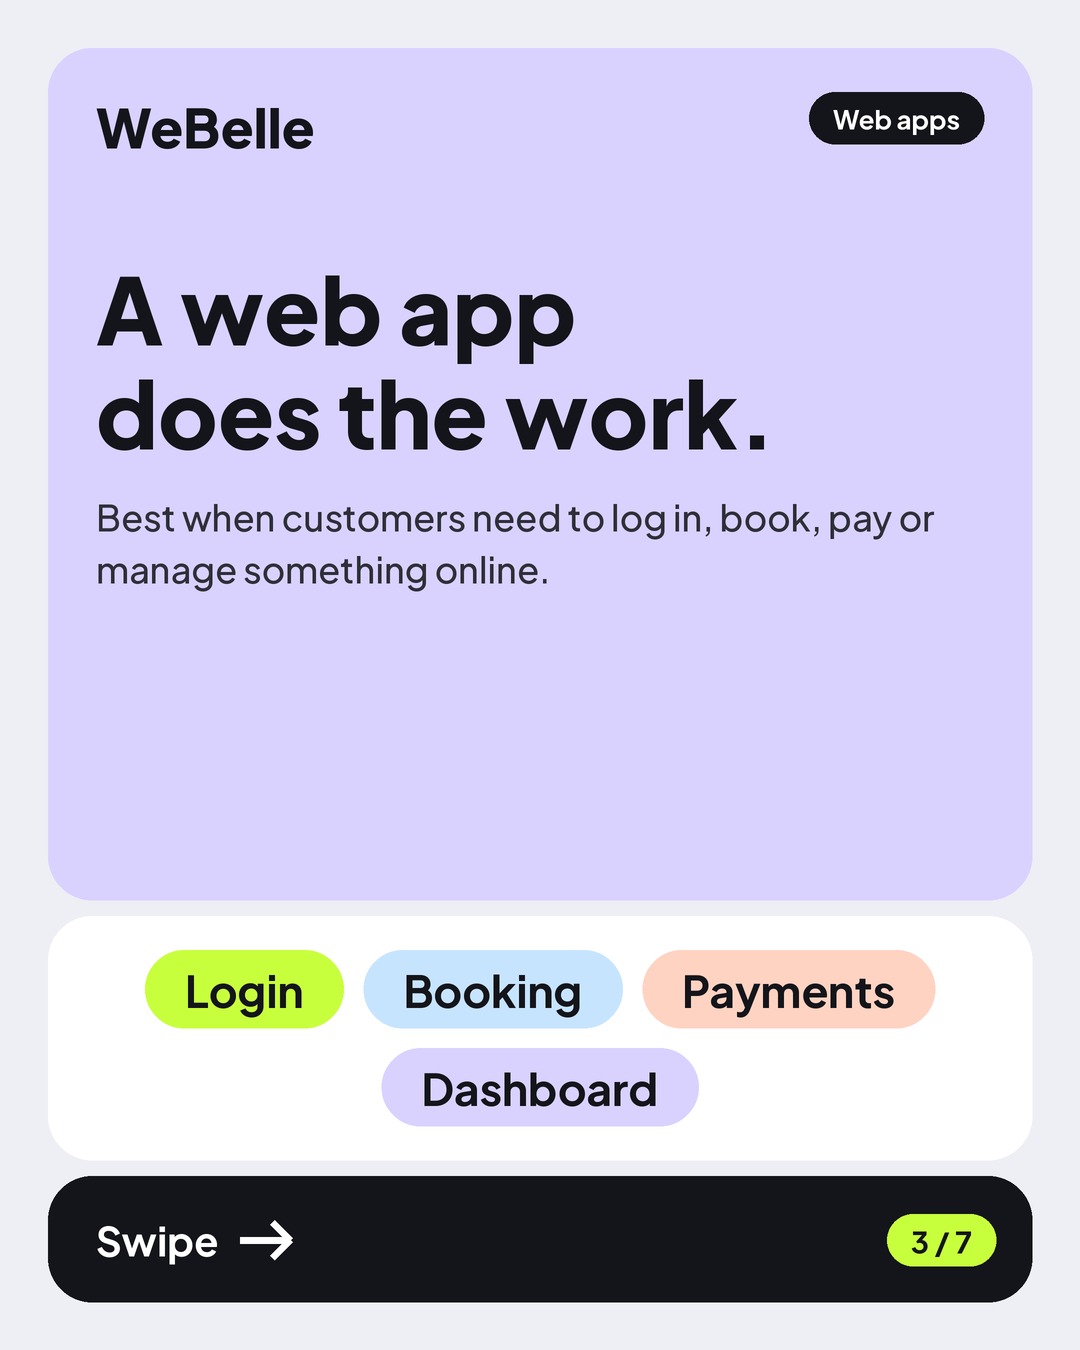 WeBelle
Web apps
A web app
does the work.
Best when customers need to log in, book, pay or
manage something online.
Login
Booking
Payments
Dashboard
Swipe →
3 / 7